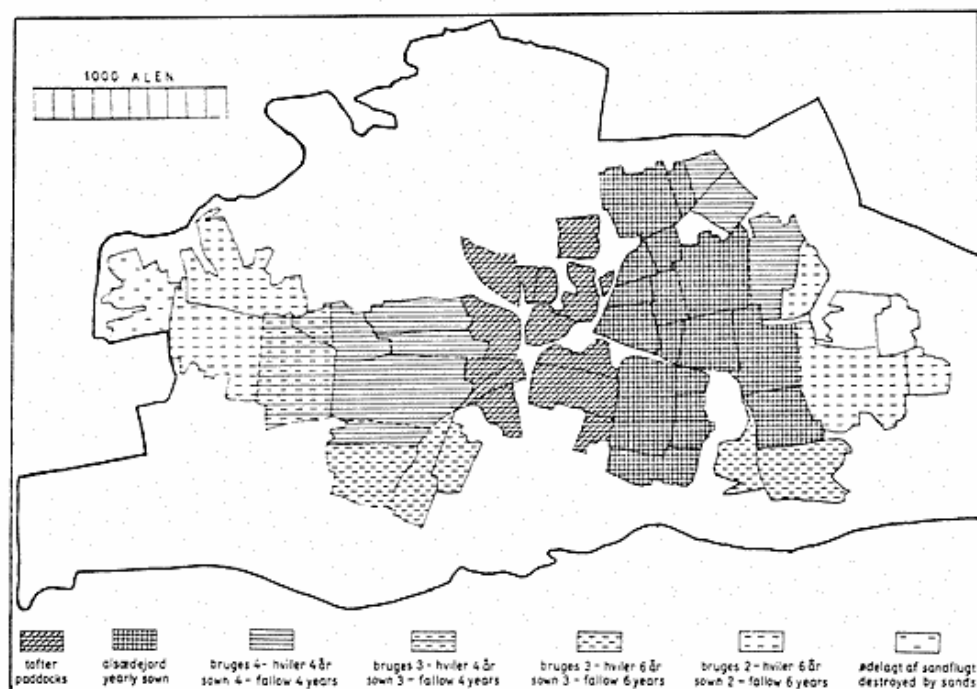 1000 ALEN
tofter
paddocks
alsædejord
yearly sown
bruges 4 - hviler 4 år
sown 4 - fallow 4 years
bruges 3 - hviler 4 år
sown 3 - fallow 4 years
bruges 3 - hviler 6 år
sown 3 - fallow 6 years
bruges 2 - hviler 6 år
sown 2 - fallow 6 years
ødelagt af sandflugt
destroyed by sands